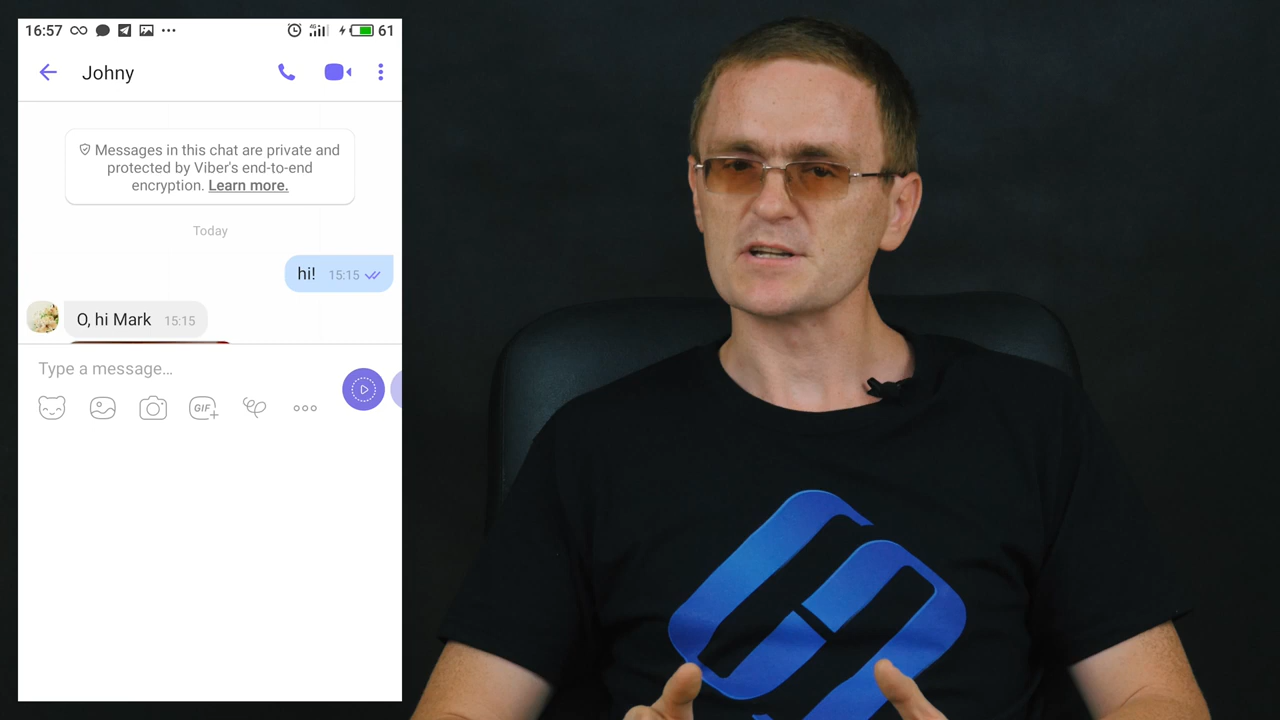 16:57 ... 4G 61
Johny
Messages in this chat are private and
protected by Viber's end-to-end
encryption. Learn more.
Today
hi! 15:15
O, hi Mark 15:15
Type a message...
GIF